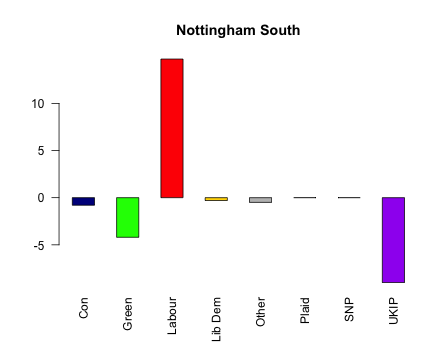 Nottingham South
10
5
0
-5
Con
Green
Labour
Lib Dem
Other
Plaid
SNP
UKIP